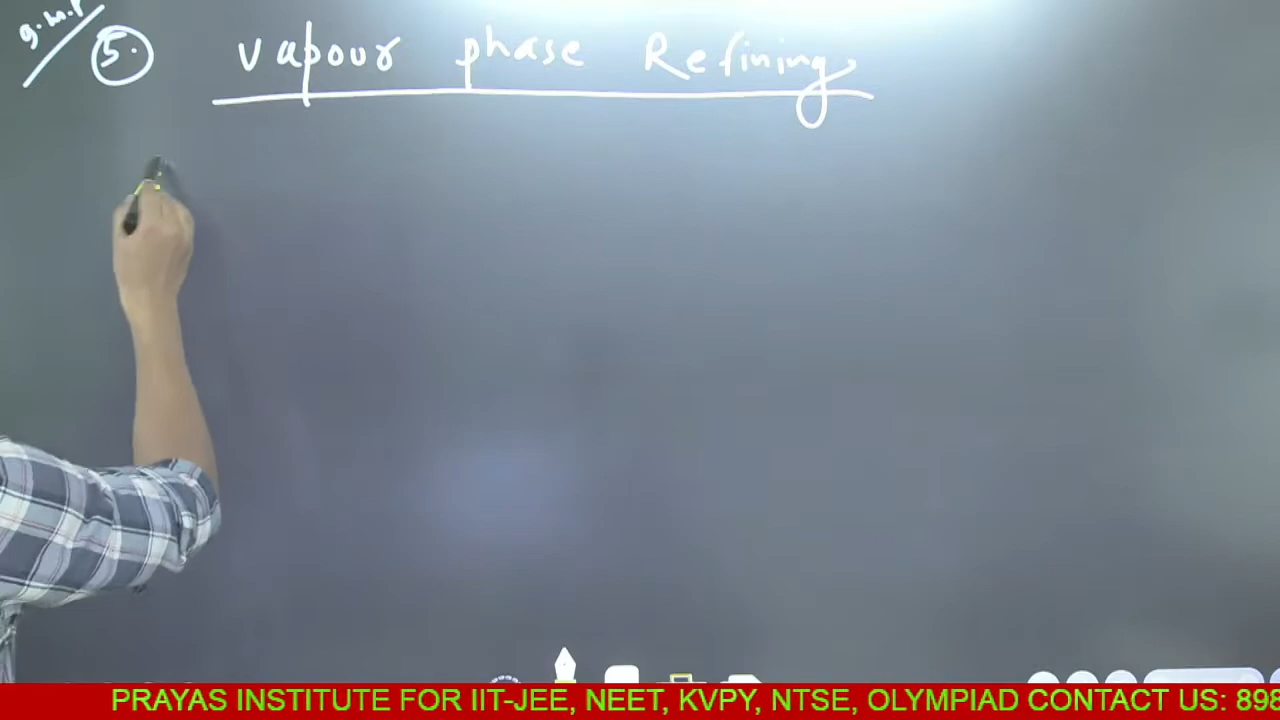 g.m.p
5. Vapour phase Refining
PRAYAS INSTITUTE FOR IIT-JEE, NEET, KVPY, NTSE, OLYMPIAD CONTACT US: 898